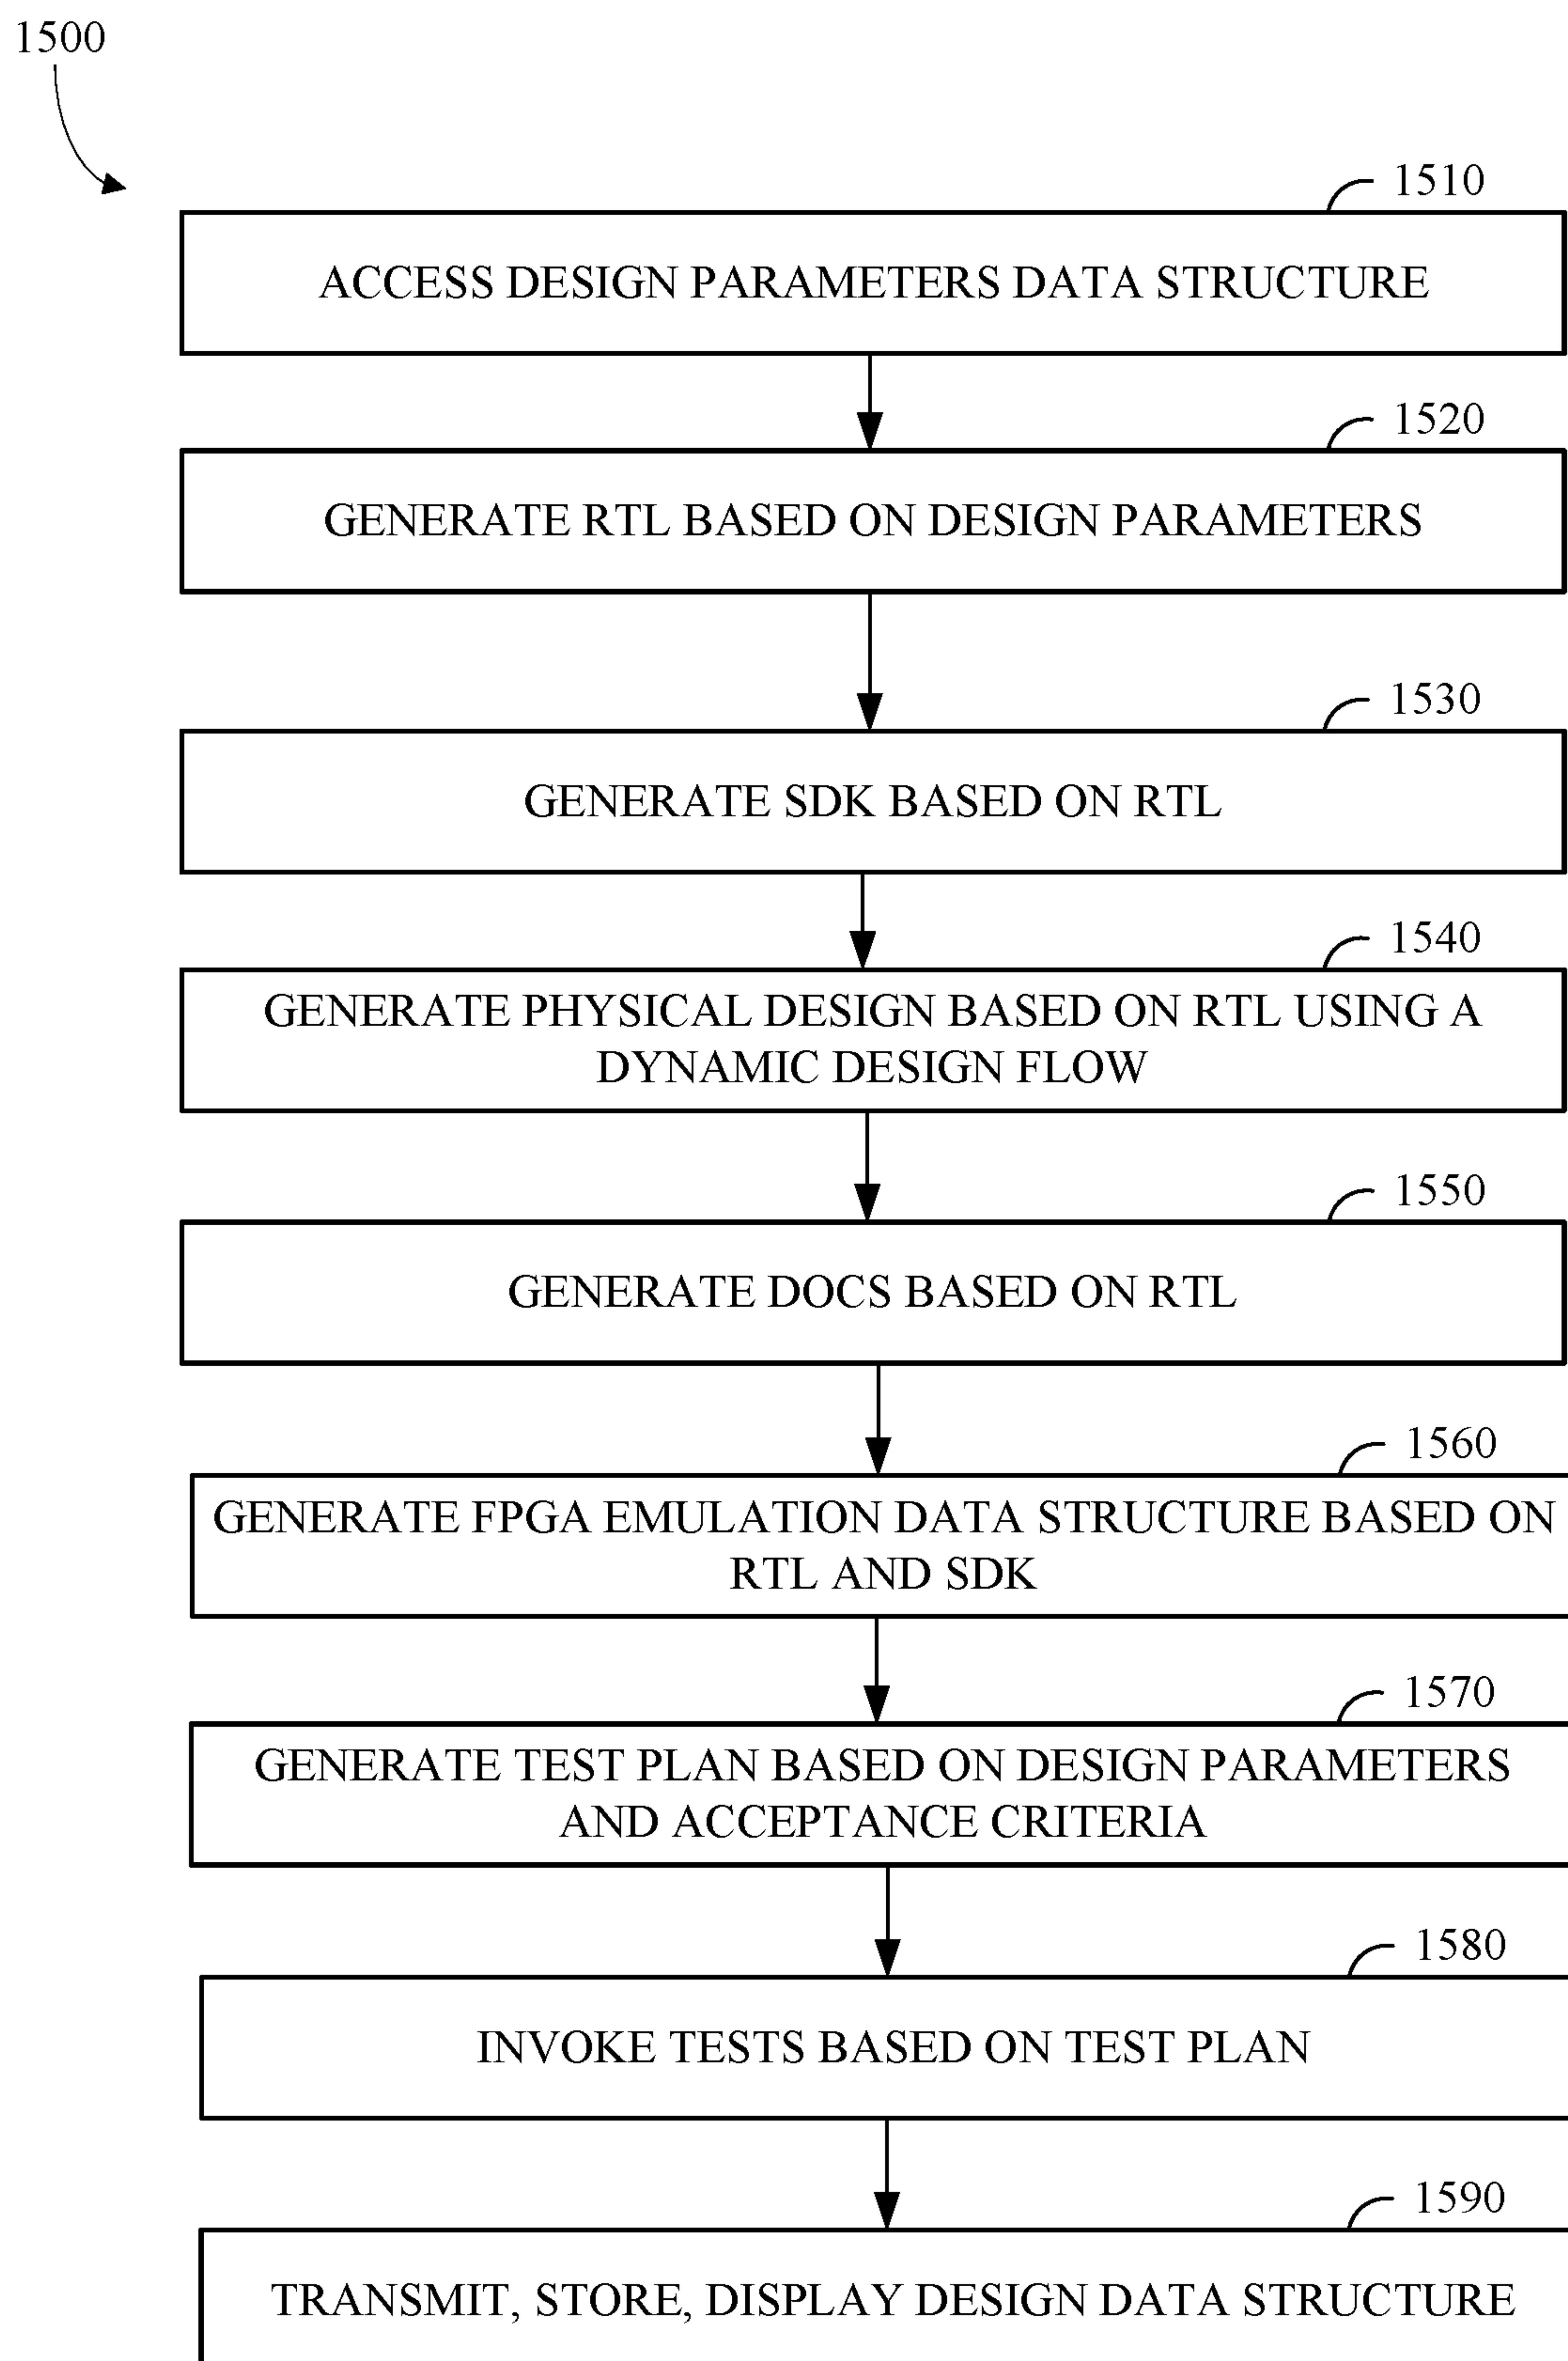 1500
1510
ACCESS DESIGN PARAMETERS DATA STRUCTURE
1520
GENERATE RTL BASED ON DESIGN PARAMETERS
1530
GENERATE SDK BASED ON RTL
1540
GENERATE PHYSICAL DESIGN BASED ON RTL USING A
DYNAMIC DESIGN FLOW
1550
GENERATE DOCS BASED ON RTL
1560
GENERATE FPGA EMULATION DATA STRUCTURE BASED ON
RTL AND SDK
1570
GENERATE TEST PLAN BASED ON DESIGN PARAMETERS
AND ACCEPTANCE CRITERIA
1580
INVOKE TESTS BASED ON TEST PLAN
1590
TRANSMIT, STORE, DISPLAY DESIGN DATA STRUCTURE